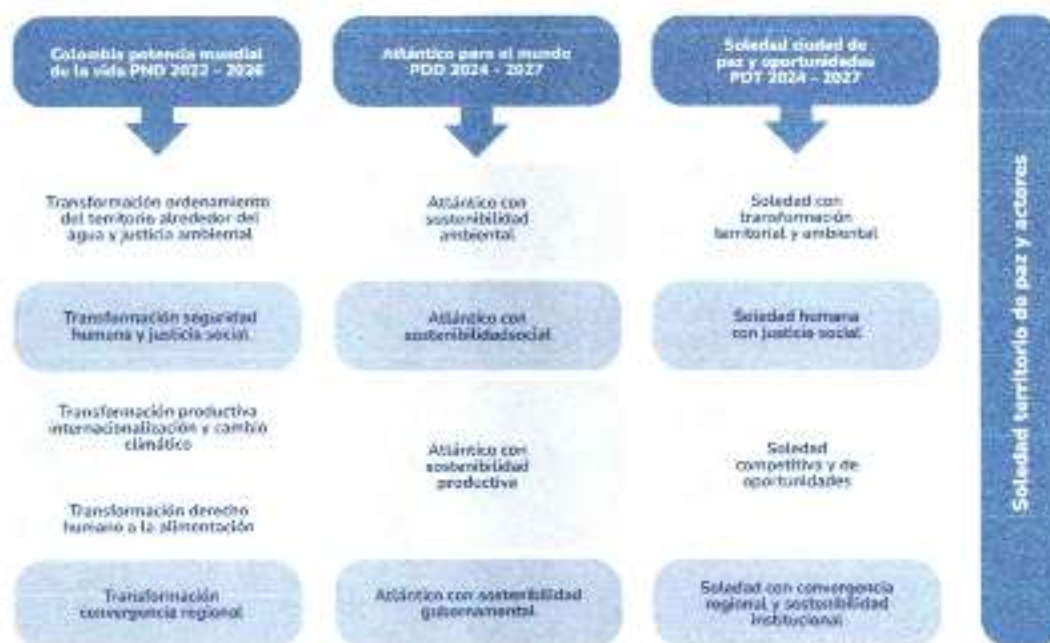 Colombia potencia mundial
de la vida PND 2022 - 2026
Atlántico para el mundo
PDD 2024 - 2027
Soledad ciudad de
paz y oportunidades
PDT 2024 - 2027
Transformación ordenamiento
del territorio alrededor del
agua y justicia ambiental
Atlántico con
sostenibilidad
ambiental
Soledad con
transformación
territorial y ambiental
Transformación seguridad
humana y justicia social
Atlántico con
sostenibilidadsocial
Soledad humana
con justicia social
Transformación productiva
internacionalización y cambio
climático
Atlántico con
sostenibilidad
productiva
Soledad
competitiva y de
oportunidades
Transformación derecho
humano a la alimentación
Transformación
convergencia regional
Atlántico con sostenibilidad
gubernamental
Soledad con convergencia
regional y sostenibilidad
institucional
Soledad territorio de paz y actores